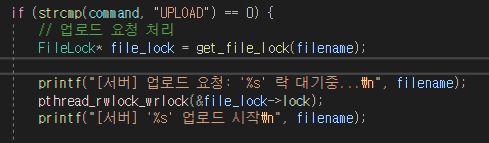 if (strcmp(command, "UPLOAD") == 0) {
// 업로드 요청 처리
FileLock* file_lock = get_file_lock(filename);
printf("[서버] 업로드 요청: '%s' 락 대기중...₩n", filename);
pthread_rwlock_wrlock(&file_lock->lock);
printf("[서버] '%s' 업로드 시작₩n", filename);